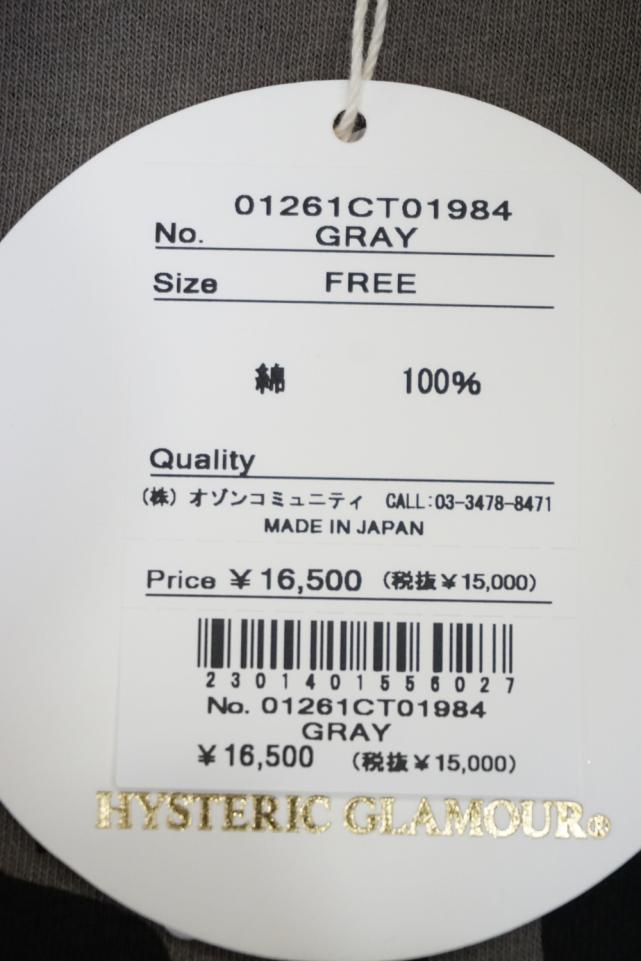 01261CT01984
No. GRAY
Size FREE
綿 100%
Quality
(株) オゾンコミュニティ CALL:03-3478-8471
MADE IN JAPAN
Price ¥ 16,500 (税抜¥15,000)
2301401556027
No. 01261CT01984
GRAY
¥16,500 (税抜¥15,000)
HYSTERIC GLAMOUR®